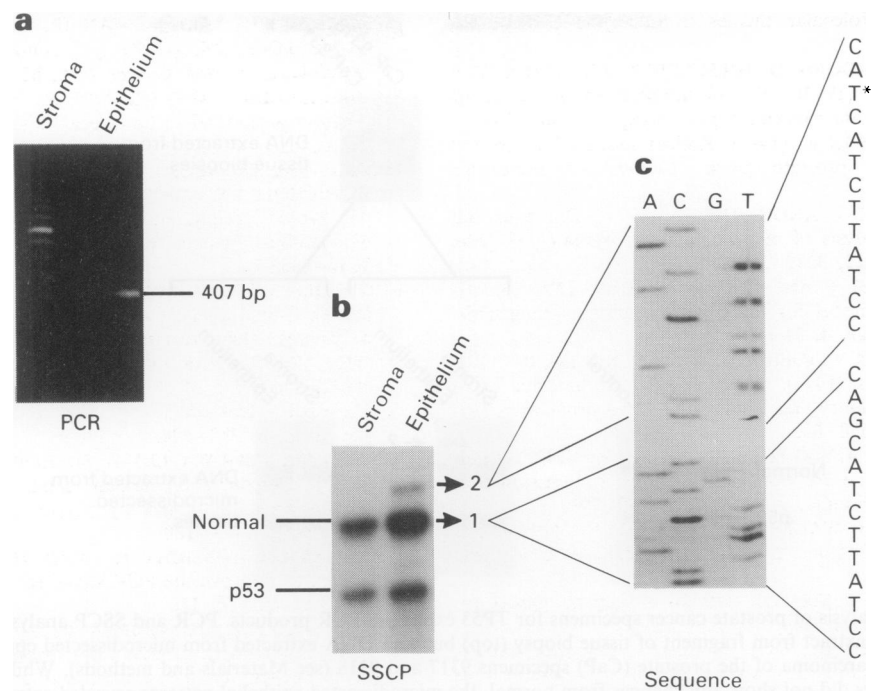 a
Stroma
Epithelium
407 bp
PCR
b
Stroma
Epithelium
2
Normal
1
p53
SSCP
c
A C G T
Sequence
C
A
T*
C
A
T
C
T
T
A
T
C
C
C
A
G
C
A
T
C
T
T
A
T
C
C